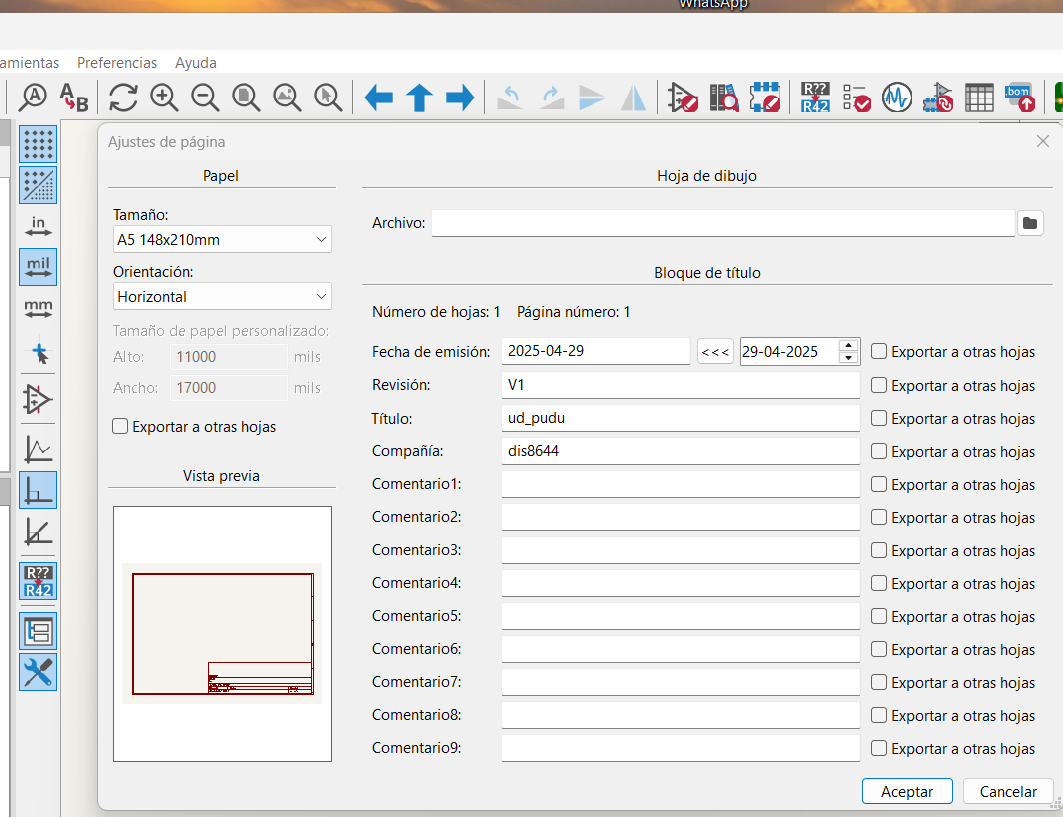 WhatsApp
amientas Preferencias Ayuda
A
A B
R??
R42
bom
in
mil
mm
R??
R42
Ajustes de página
Papel
Tamaño:
A5 148x210mm
Orientación:
Horizontal
Tamaño de papel personalizado:
Alto: 11000 mils
Ancho: 17000 mils
Exportar a otras hojas
Vista previa
Hoja de dibujo
Archivo:
Bloque de título
Número de hojas: 1 Página número: 1
Fecha de emisión: 2025-04-29 <<< 29-04-2025 Exportar a otras hojas
Revisión: V1 Exportar a otras hojas
Título: ud_pudu Exportar a otras hojas
Compañía: dis8644 Exportar a otras hojas
Comentario1: Exportar a otras hojas
Comentario2: Exportar a otras hojas
Comentario3: Exportar a otras hojas
Comentario4: Exportar a otras hojas
Comentario5: Exportar a otras hojas
Comentario6: Exportar a otras hojas
Comentario7: Exportar a otras hojas
Comentario8: Exportar a otras hojas
Comentario9: Exportar a otras hojas
Aceptar Cancelar